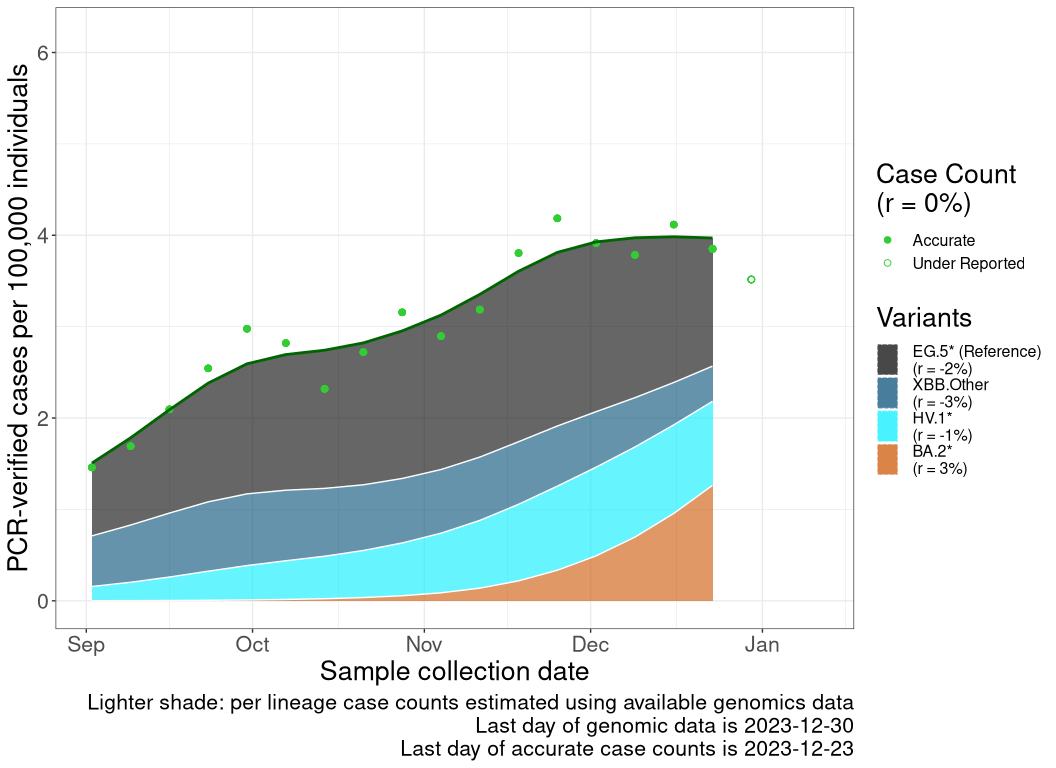 PCR-verified cases per 100,000 individuals
6
4
2
0
Sep Oct Nov Dec Jan
Sample collection date
Lighter shade: per lineage case counts estimated using available genomics data
Last day of genomic data is 2023-12-30
Last day of accurate case counts is 2023-12-23
Case Count
(r = 0%)
Accurate
Under Reported
Variants
EG.5* (Reference)
(r = -2%)
XBB.Other
(r = -3%)
HV.1*
(r = -1%)
BA.2*
(r = 3%)